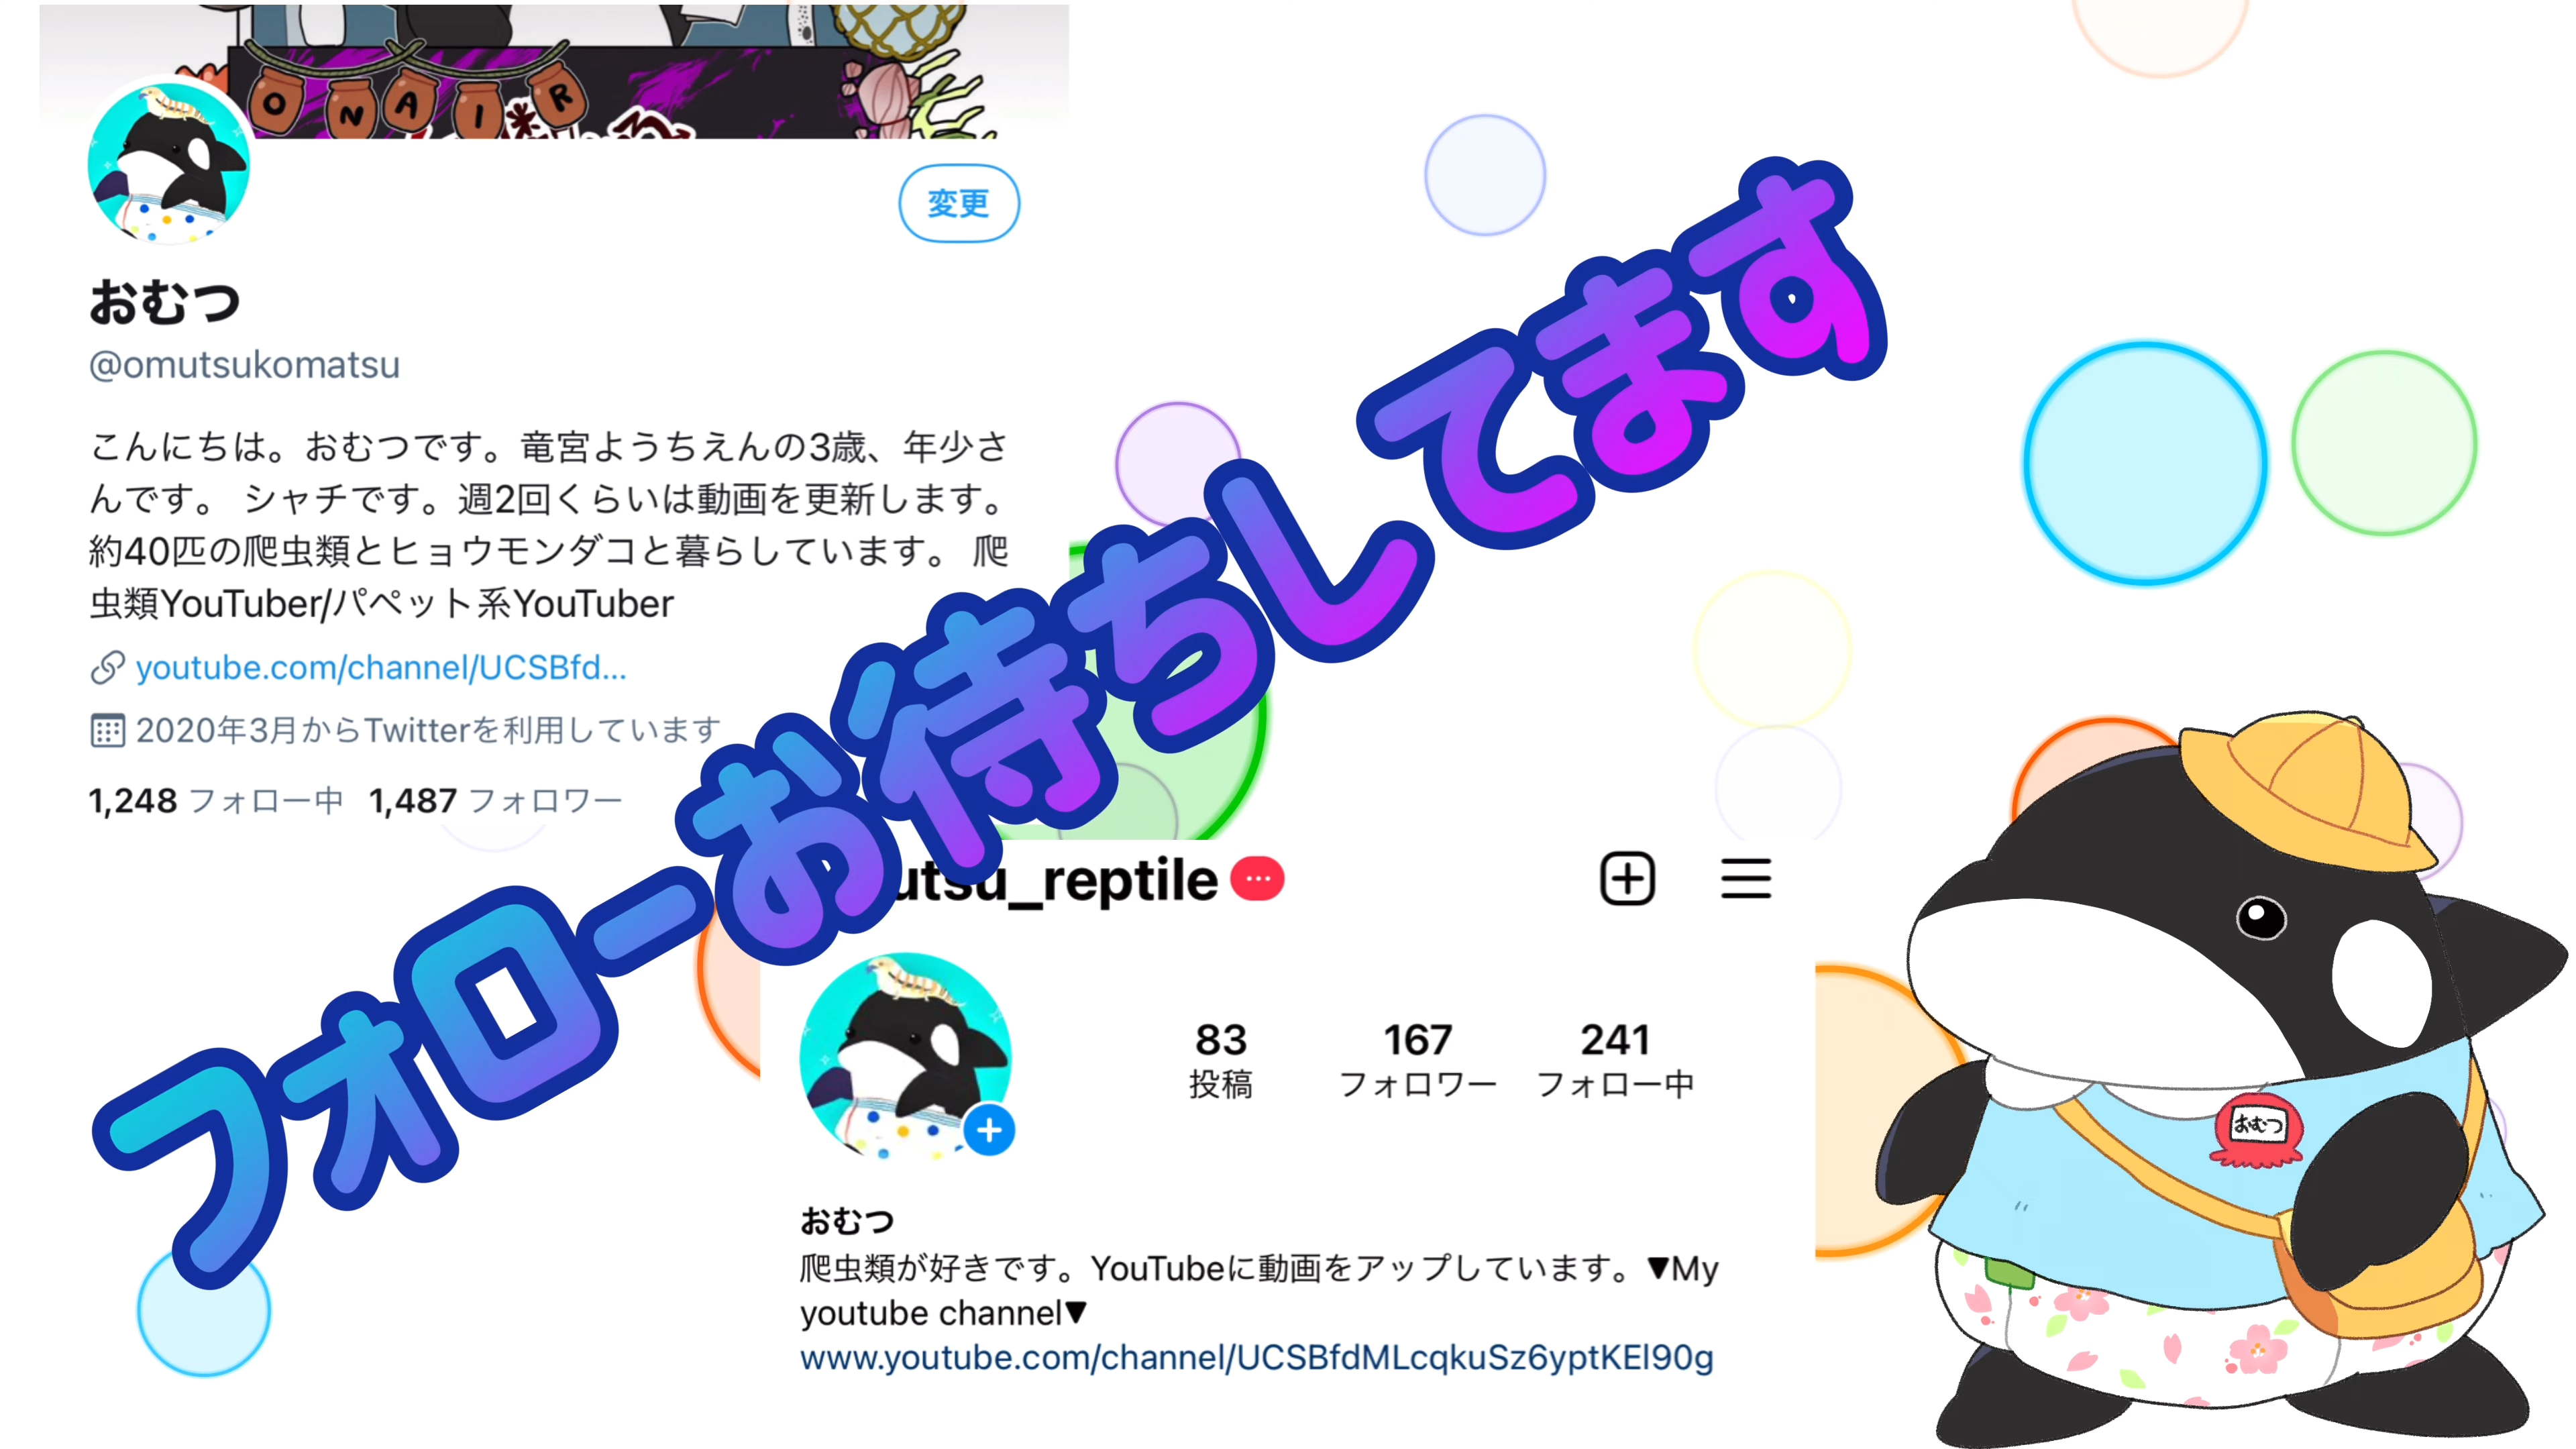 ONAIR
変更
おむつ
@omutsukomatsu
こんにちは。おむつです。竜宮ようちえんの3歳、年少さ
んです。 シャチです。週2回くらいは動画を更新します。
約40匹の爬虫類とヒョウモンダコと暮らしています。 爬
虫類YouTuber/パペット系YouTuber
youtube.com/channel/UCSBfd...
2020年3月からTwitterを利用しています
1,248 フォロー中 1,487 フォロワー
フォローお待ちしてます
utsu_reptile
83 167 241
投稿 フォロワー フォロー中
おむつ
おむつ
爬虫類が好きです。YouTubeに動画をアップしています。▼My
youtube channel▼
www.youtube.com/channel/UCSBfdMLcqkuSz6yptKEl90g